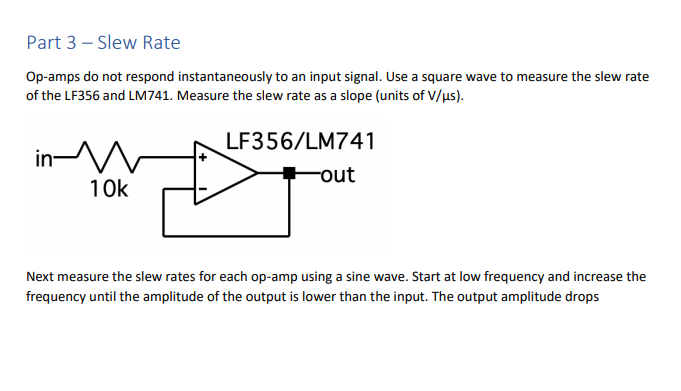 Part 3 – Slew Rate
Op-amps do not respond instantaneously to an input signal. Use a square wave to measure the slew rate
of the LF356 and LM741. Measure the slew rate as a slope (units of V/μs).
LF356/LM741
in
+
out
10k
-
Next measure the slew rates for each op-amp using a sine wave. Start at low frequency and increase the
frequency until the amplitude of the output is lower than the input. The output amplitude drops